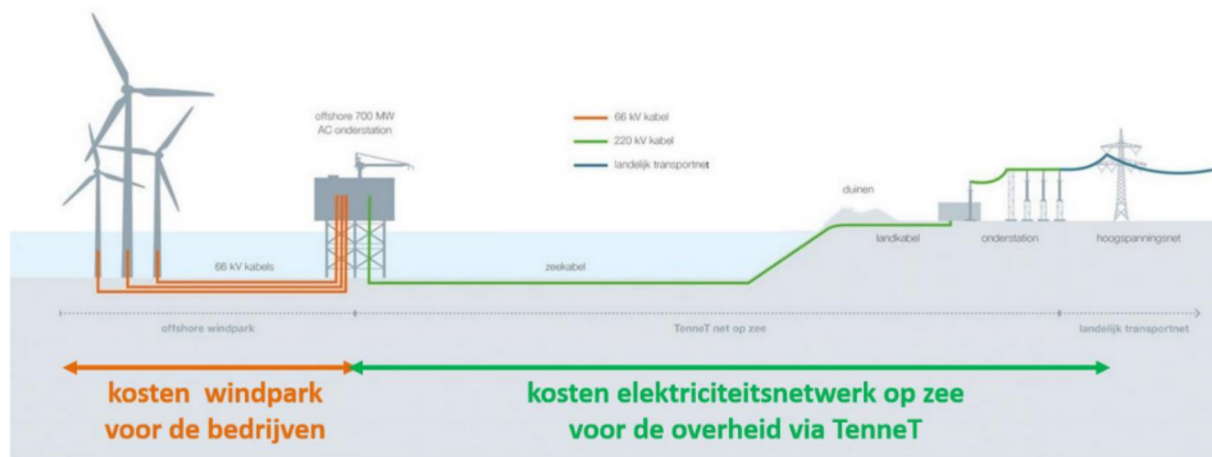 offshore 700 MW
AC onderstation
66 kV kabel
220 kV kabel
landelijk transportnet
duinen
66 kV kabels
zeekabel
landkabel
onderstation
hoogspanningsnet
offshore windpark
TenneT net op zee
landelijk transportnet
kosten windpark
voor de bedrijven
kosten elektriciteitsnetwerk op zee
voor de overheid via TenneT